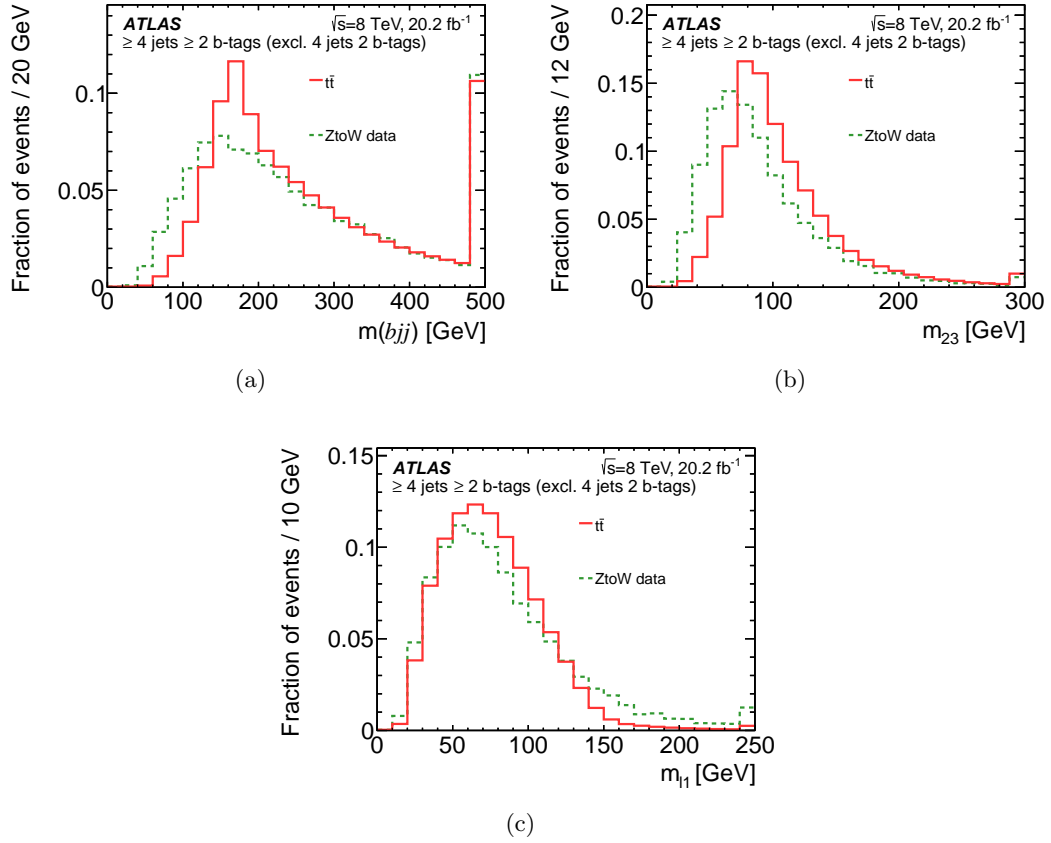 Fraction of events / 20 GeV
ATLAS √s=8 TeV, 20.2 fb⁻¹
≥ 4 jets ≥ 2 b-tags (excl. 4 jets 2 b-tags)
tt̄
ZtoW data
0.1
0.05
0
0 100 200 300 400 500
m(bjj) [GeV]
(a)
Fraction of events / 12 GeV
0.2
ATLAS √s=8 TeV, 20.2 fb⁻¹
≥ 4 jets ≥ 2 b-tags (excl. 4 jets 2 b-tags)
tt̄
ZtoW data
0.15
0.1
0.05
0
0 100 200 300
m₂₃ [GeV]
(b)
Fraction of events / 10 GeV
0.15
ATLAS √s=8 TeV, 20.2 fb⁻¹
≥ 4 jets ≥ 2 b-tags (excl. 4 jets 2 b-tags)
tt̄
ZtoW data
0.1
0.05
0
0 50 100 150 200 250
m_l1 [GeV]
(c)